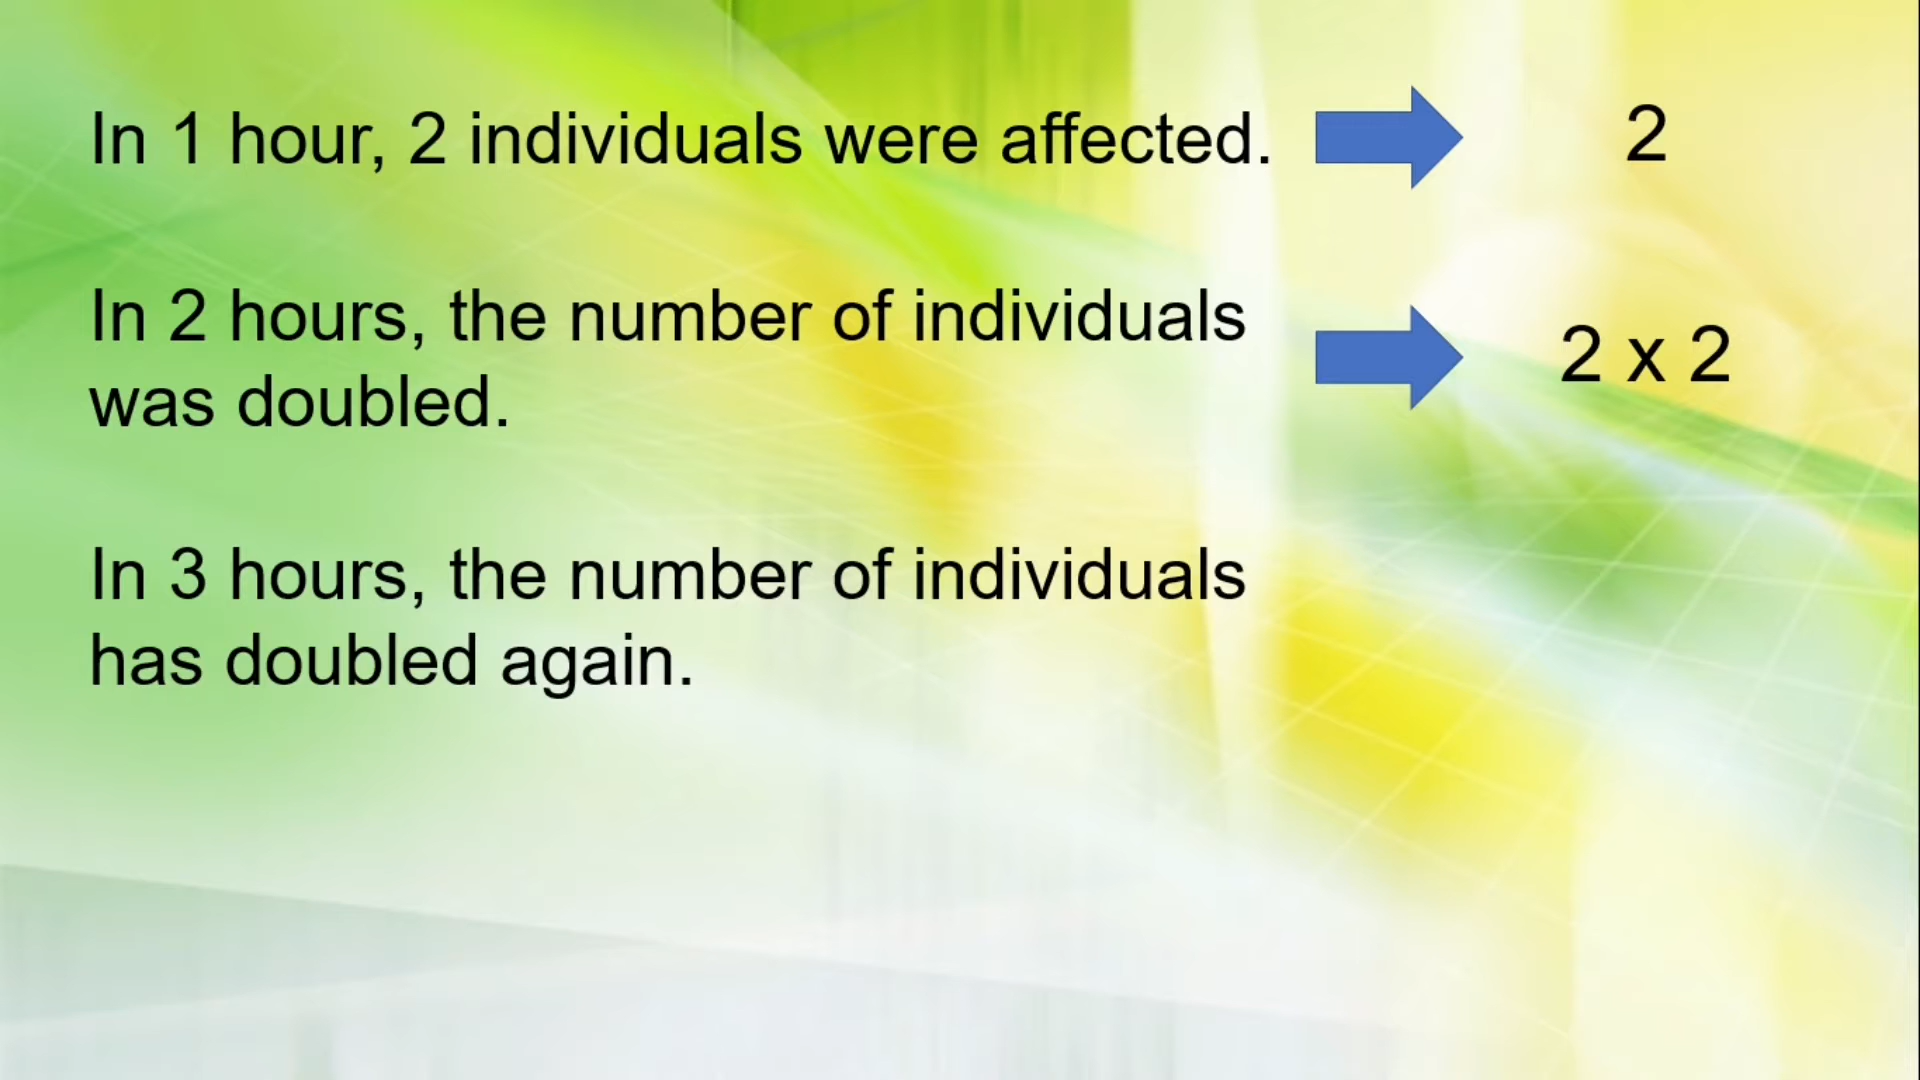 In 1 hour, 2 individuals were affected. 2
In 2 hours, the number of individuals
was doubled. 2 x 2
In 3 hours, the number of individuals
has doubled again.